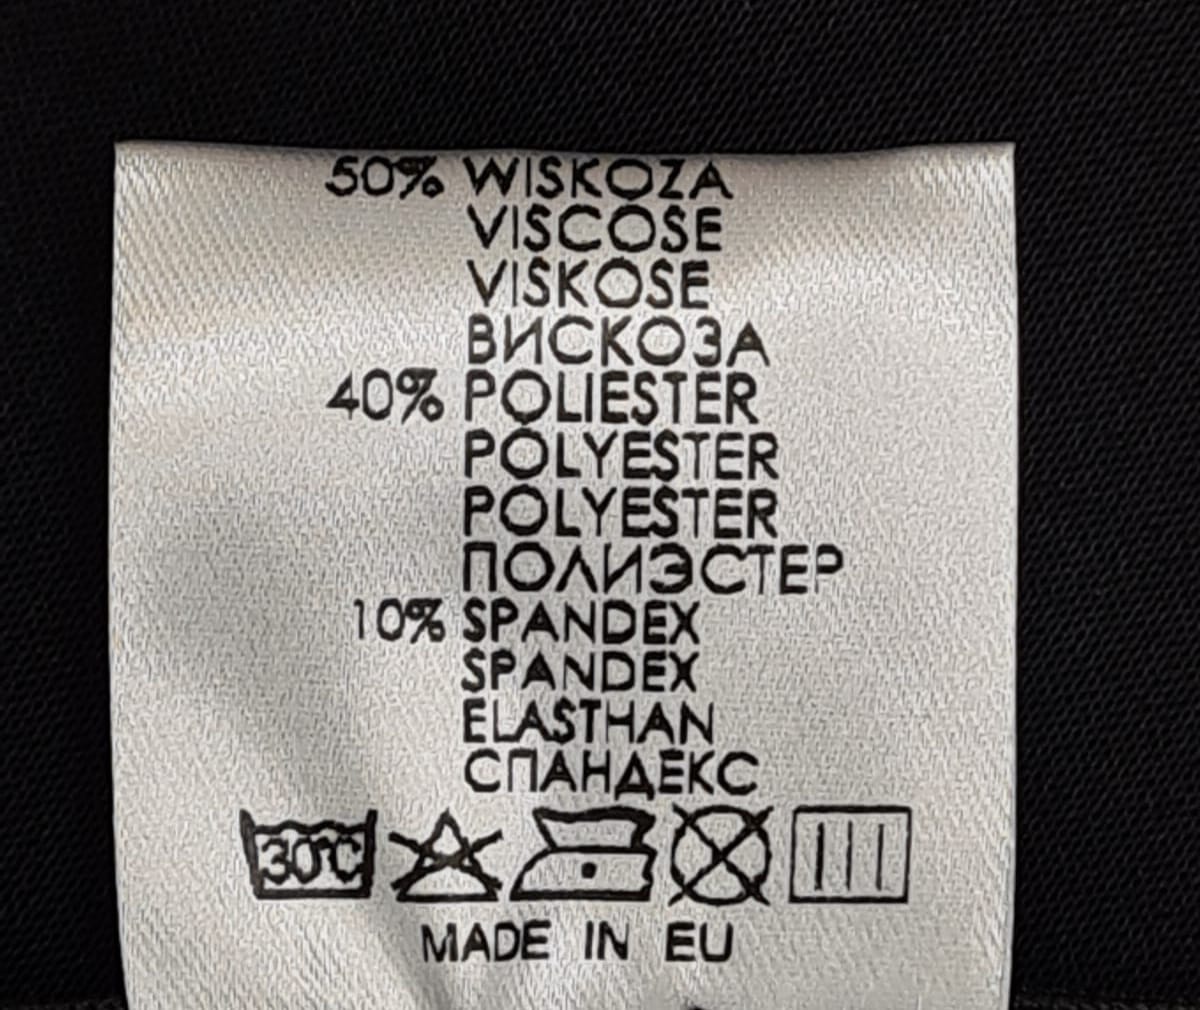 50% WISKOZA
VISCOSE
VISKOSE
ВИСКОЗА
40% POLIESTER
POLYESTER
POLYESTER
ПОЛИЭСТЕР
10% SPANDEX
SPANDEX
ELASTHAN
СПАНДЕКС
30°C
MADE IN EU